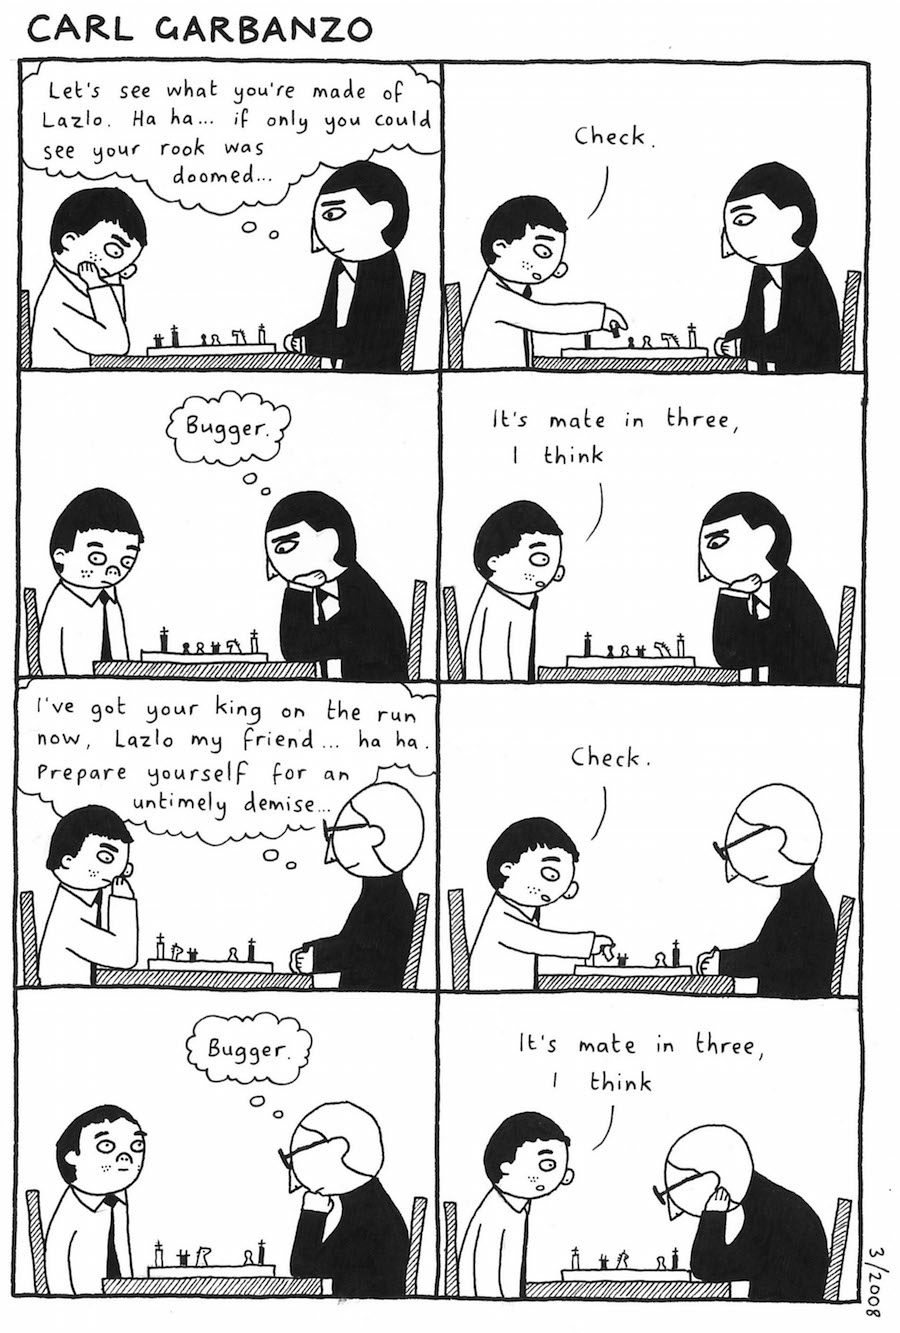 CARL GARBANZO
Let's see what you're made of
Lazlo. Ha ha... if only you could
see your rook was
doomed...
Check.
Bugger.
It's mate in three,
I think
I've got your king on the run
now, Lazlo my friend... ha ha.
Prepare yourself for an
untimely demise...
Check.
Bugger.
It's mate in three,
I think
3/2008